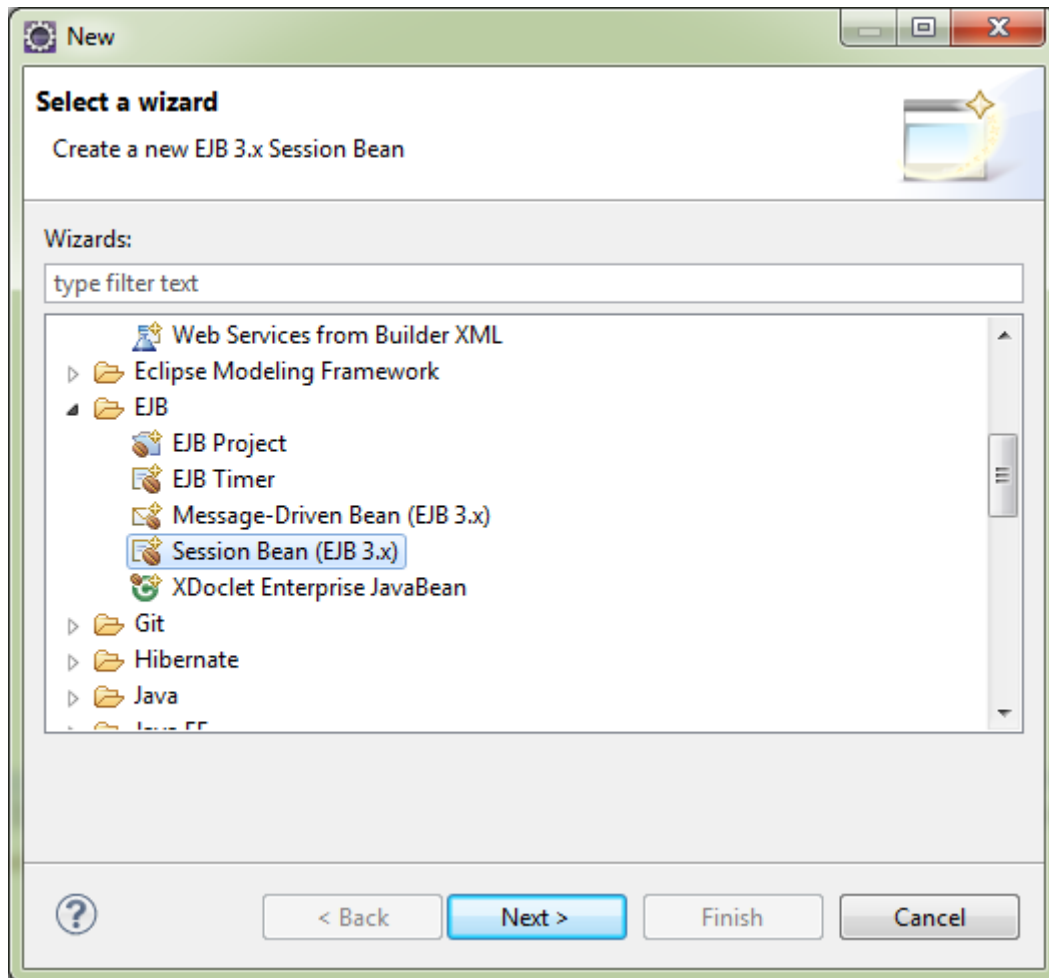 New
Select a wizard
Create a new EJB 3.x Session Bean
Wizards:
type filter text
Web Services from Builder XML
Eclipse Modeling Framework
EJB
EJB Project
EJB Timer
Message-Driven Bean (EJB 3.x)
Session Bean (EJB 3.x)
XDoclet Enterprise JavaBean
Git
Hibernate
Java
Java EE
< Back Next > Finish Cancel